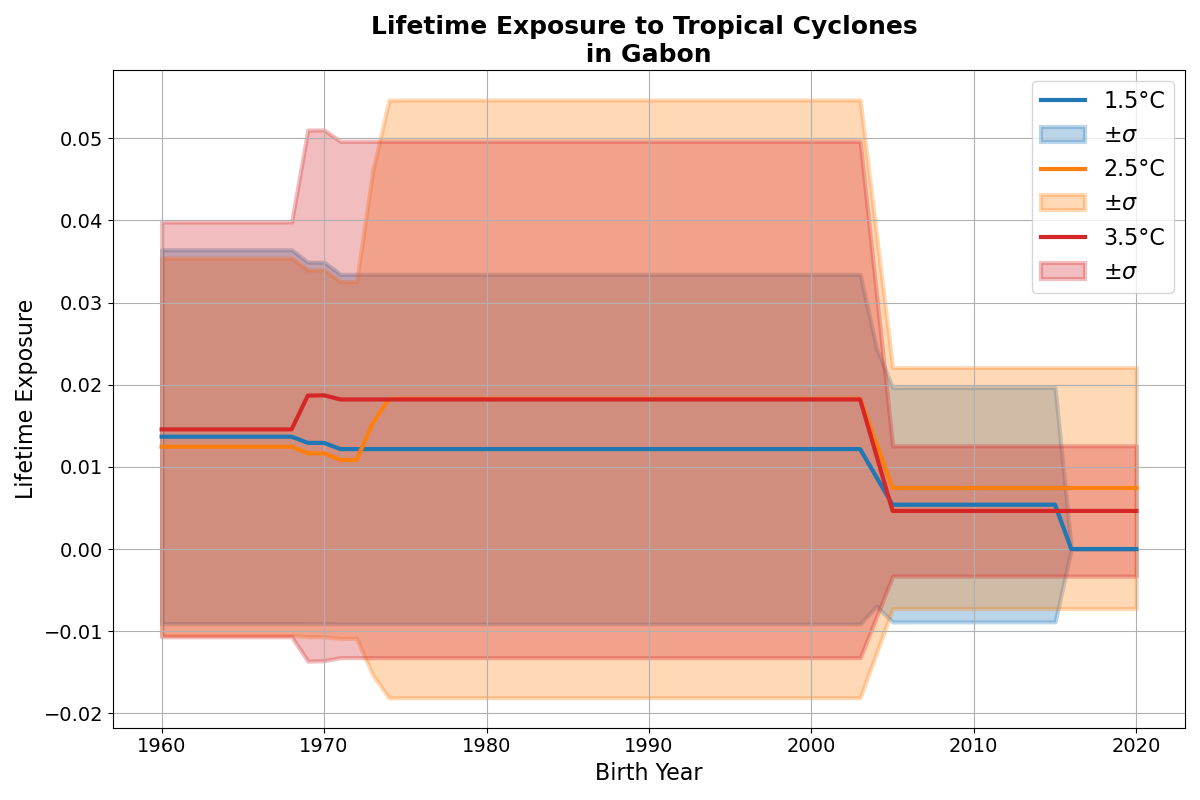 Lifetime Exposure to Tropical Cyclones
in Gabon
1.5°C
±σ
2.5°C
±σ
3.5°C
±σ
Lifetime Exposure
0.05
0.04
0.03
0.02
0.01
0.00
−0.01
−0.02
1960
1970
1980
1990
2000
2010
2020
Birth Year